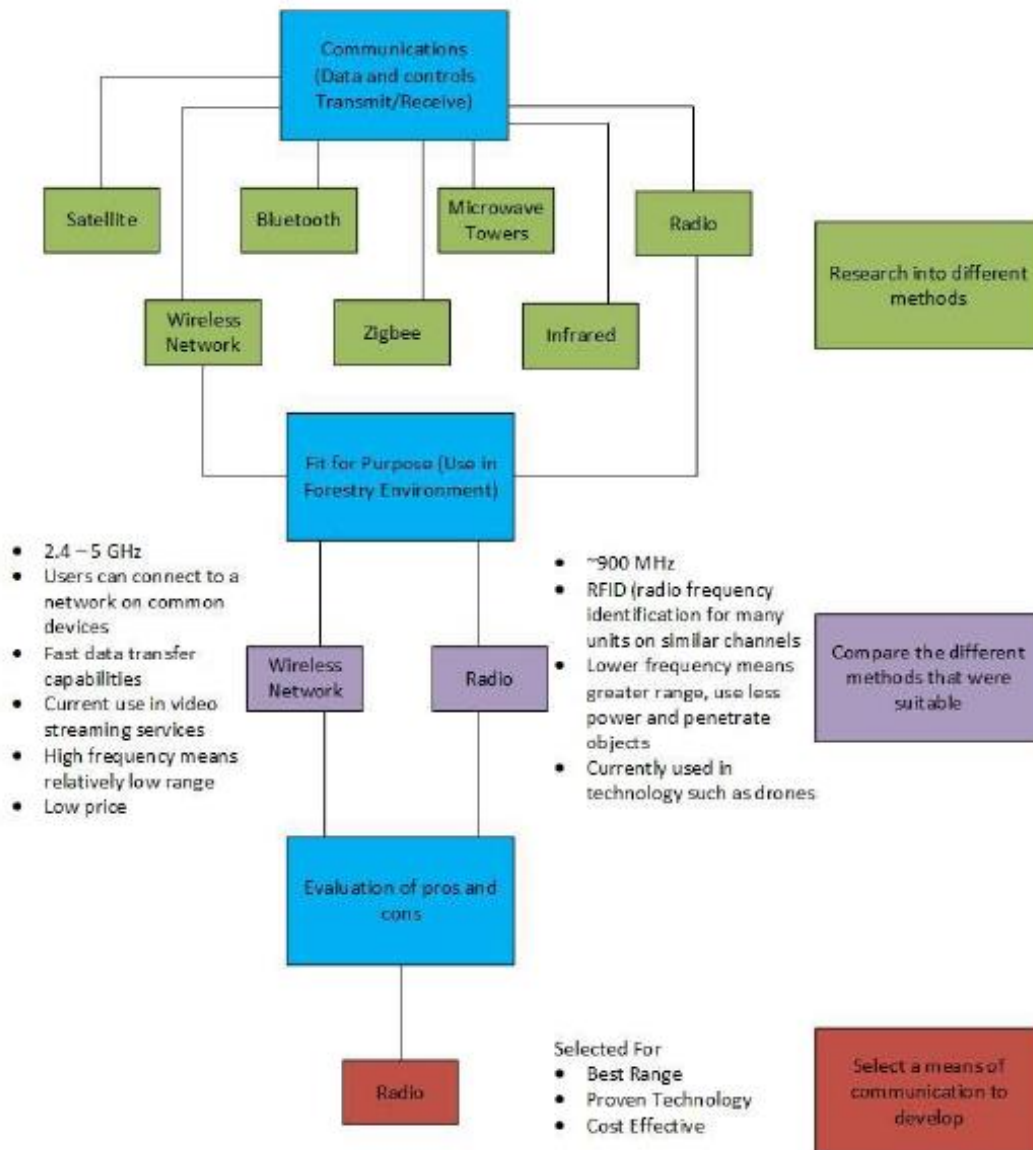 Communications
(Data and controls
Transmit/Receive)
Satellite
Bluetooth
Microwave
Towers
Radio
Wireless
Network
Zigbee
Infrared
Research into different
methods
Fit for Purpose (Use in
Forestry Environment)
• 2.4 – 5 GHz
• Users can connect to a
network on common
devices
• Fast data transfer
capabilities
• Current use in video
streaming services
• High frequency means
relatively low range
• Low price
Wireless
Network
Radio
• ~900 MHz
• RFID (radio frequency
identification for many
units on similar channels
• Lower frequency means
greater range, use less
power and penetrate
objects
• Currently used in
technology such as drones
Compare the different
methods that were
suitable
Evaluation of pros and
cons
Radio
Selected For
• Best Range
• Proven Technology
• Cost Effective
Select a means of
communication to
develop